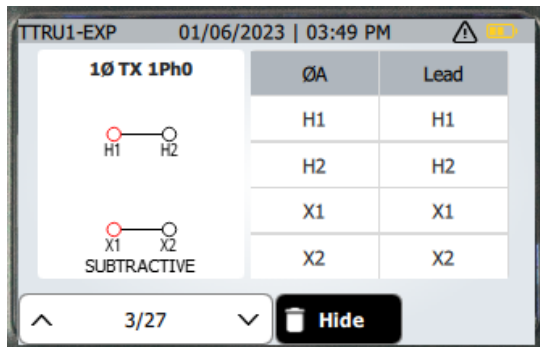 TTRU1-EXP 01/06/2023 | 03:49 PM
1Ø TX 1Ph0
H1 H2
X1 X2
SUBTRACTIVE
ØA Lead
H1 H1
H2 H2
X1 X1
X2 X2
3/27 Hide